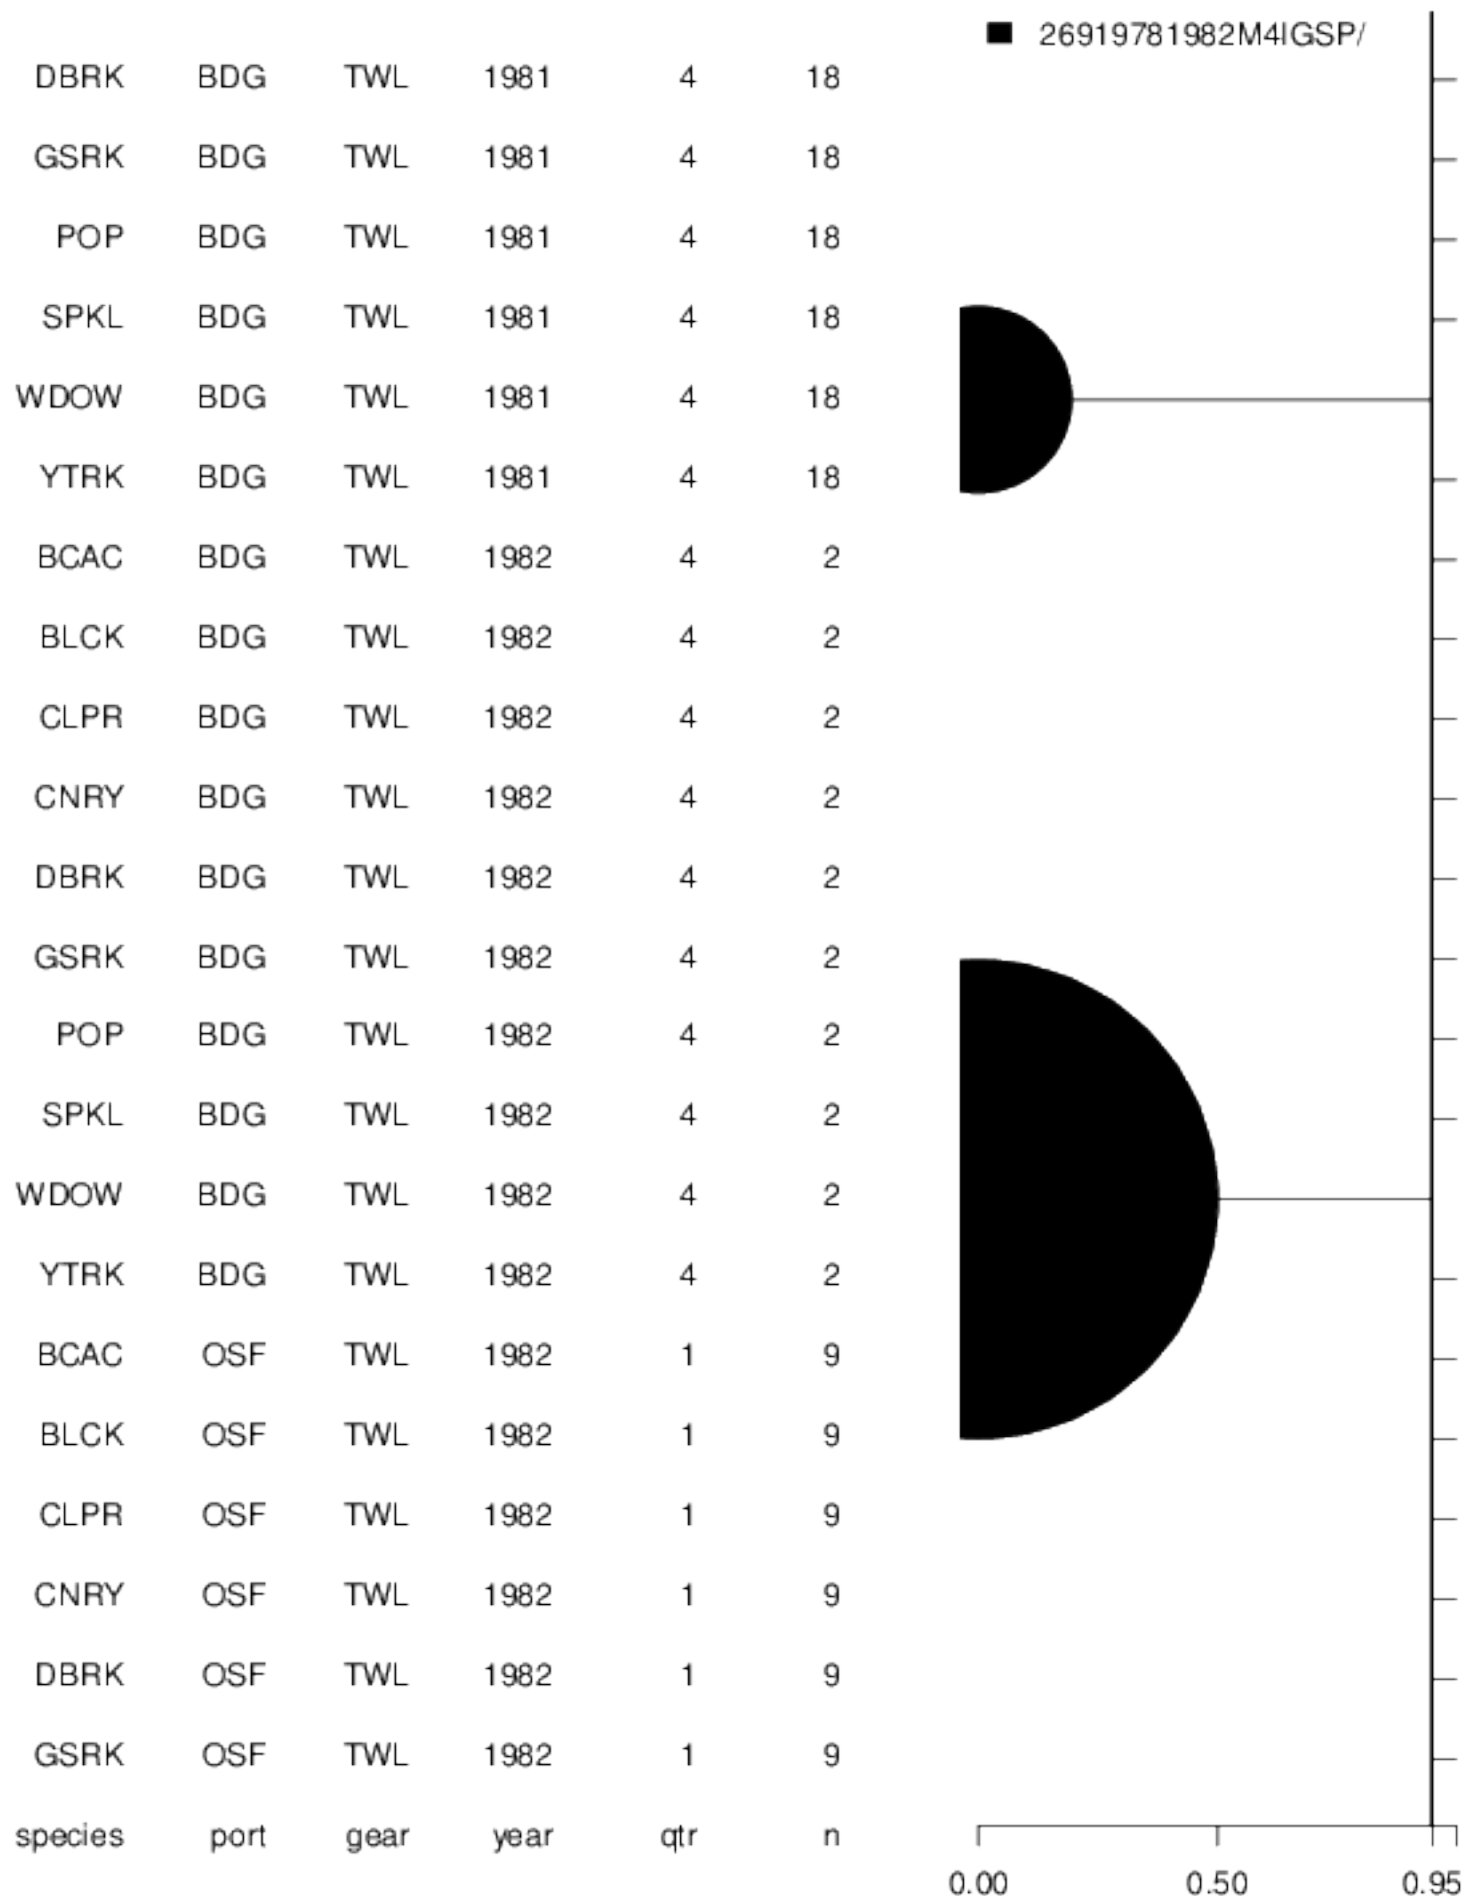 26919781982M4IGSP/
DBRK BDG TWL 1981 4 18
GSRK BDG TWL 1981 4 18
POP BDG TWL 1981 4 18
SPKL BDG TWL 1981 4 18
WDOW BDG TWL 1981 4 18
YTRK BDG TWL 1981 4 18
BCAC BDG TWL 1982 4 2
BLCK BDG TWL 1982 4 2
CLPR BDG TWL 1982 4 2
CNRY BDG TWL 1982 4 2
DBRK BDG TWL 1982 4 2
GSRK BDG TWL 1982 4 2
POP BDG TWL 1982 4 2
SPKL BDG TWL 1982 4 2
WDOW BDG TWL 1982 4 2
YTRK BDG TWL 1982 4 2
BCAC OSF TWL 1982 1 9
BLCK OSF TWL 1982 1 9
CLPR OSF TWL 1982 1 9
CNRY OSF TWL 1982 1 9
DBRK OSF TWL 1982 1 9
GSRK OSF TWL 1982 1 9
species port gear year qtr n
0.00 0.50 0.95